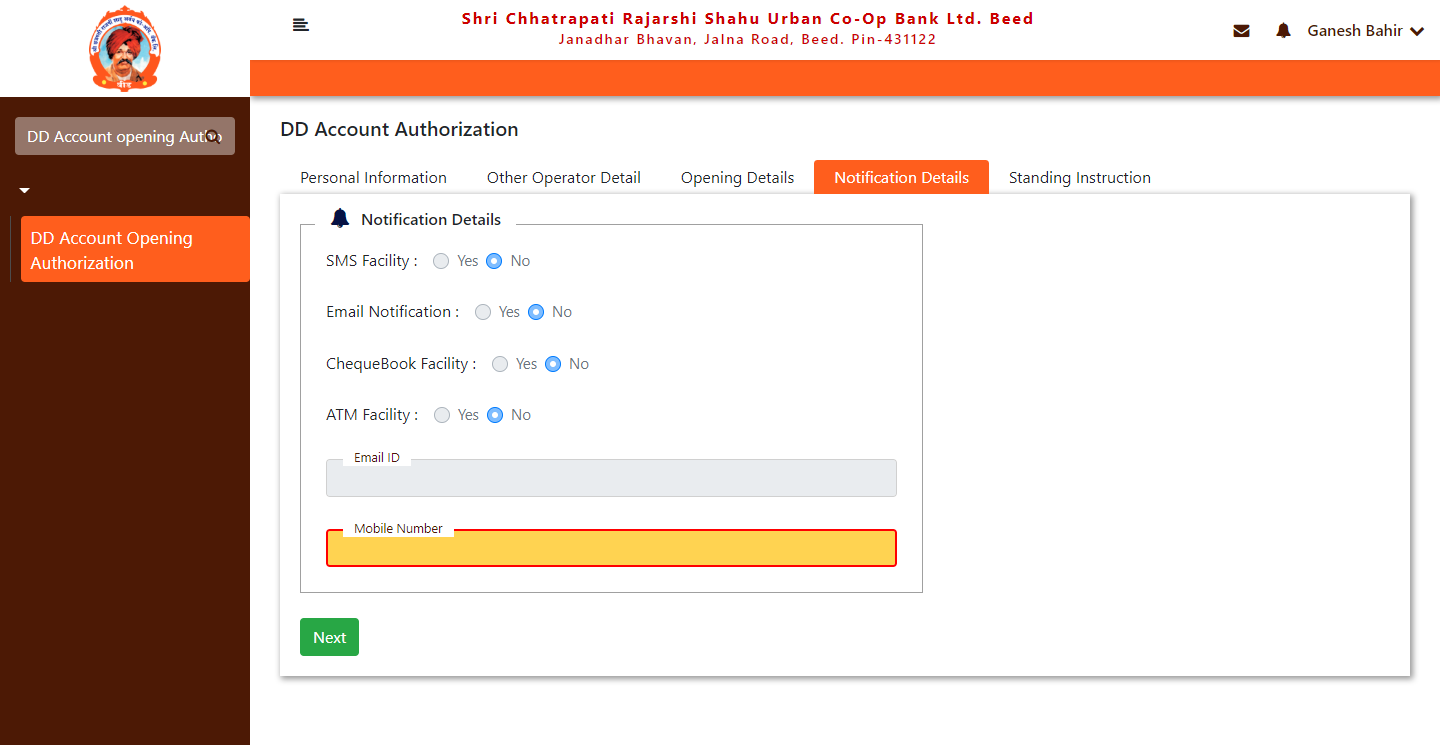 Shri Chhatrapati Rajarshi Shahu Urban Co-Op Bank Ltd. Beed
Janadhar Bhavan, Jalna Road, Beed. Pin-431122
Ganesh Bahir
बीड
DD Account opening Autho
DD Account Opening
Authorization
DD Account Authorization
Personal Information
Other Operator Detail
Opening Details
Notification Details
Standing Instruction
Notification Details
SMS Facility : Yes No
Email Notification : Yes No
ChequeBook Facility : Yes No
ATM Facility : Yes No
Email ID
Mobile Number
Next